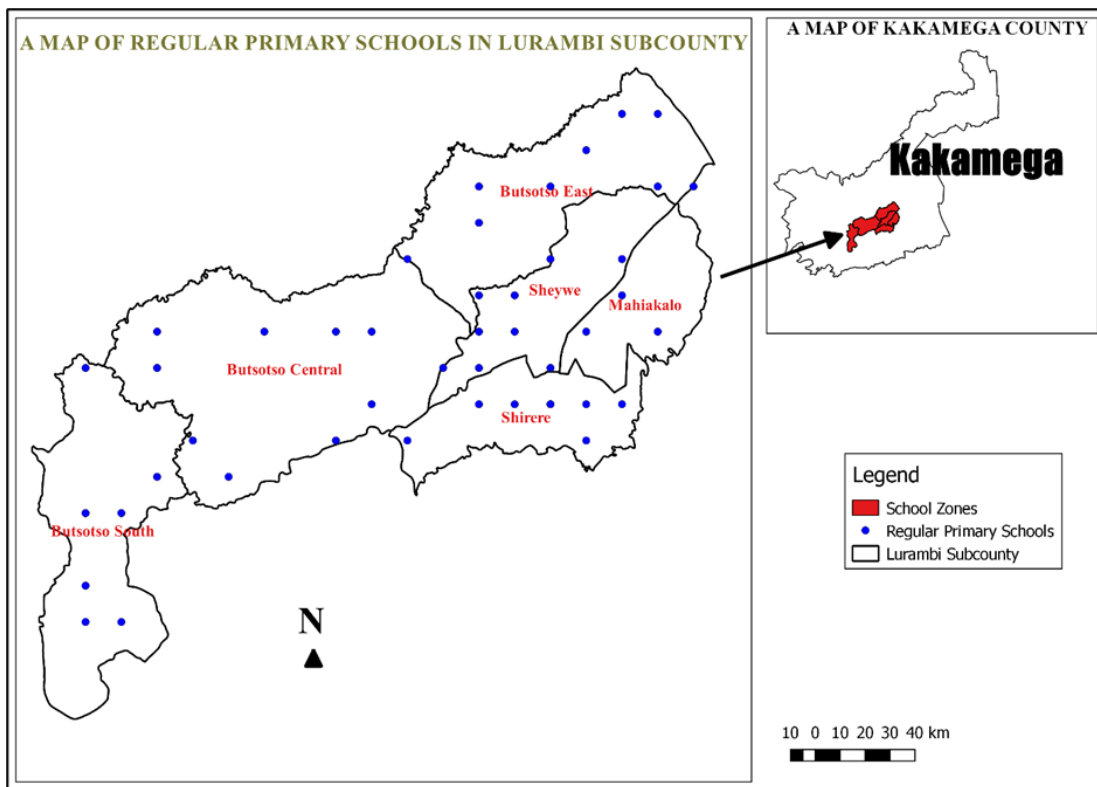 A MAP OF REGULAR PRIMARY SCHOOLS IN LURAMBI SUBCOUNTY
A MAP OF KAKAMEGA COUNTY
Kakamega
Butsotso East
Sheywe
Mahiakalo
Butsotso Central
Shirere
Butsotso South
N
Legend
School Zones
Regular Primary Schools
Lurambi Subcounty
10 0 10 20 30 40 km